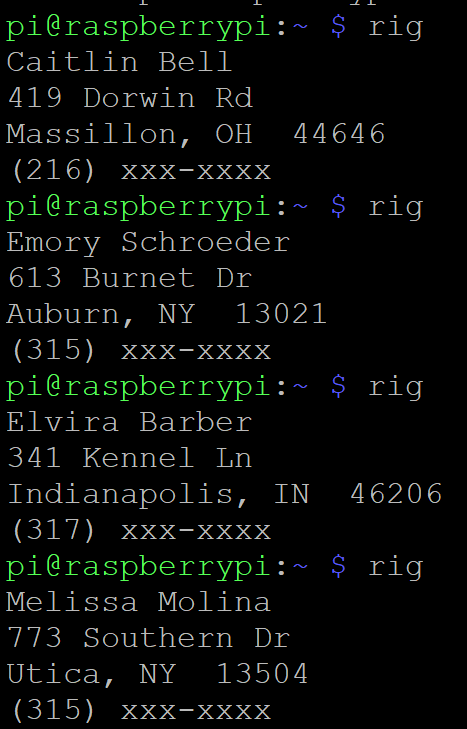 pi@raspberrypi:~ $ rig
Caitlin Bell
419 Dorwin Rd
Massillon, OH  44646
(216) xxx-xxxx
pi@raspberrypi:~ $ rig
Emory Schroeder
613 Burnet Dr
Auburn, NY  13021
(315) xxx-xxxx
pi@raspberrypi:~ $ rig
Elvira Barber
341 Kennel Ln
Indianapolis, IN  46206
(317) xxx-xxxx
pi@raspberrypi:~ $ rig
Melissa Molina
773 Southern Dr
Utica, NY  13504
(315) xxx-xxxx